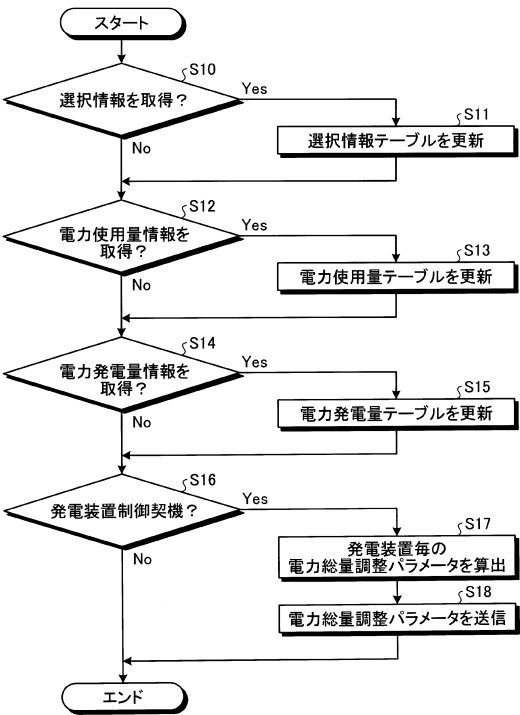 スタート
S10
選択情報を取得？
Yes
No
S11
選択情報テーブルを更新
S12
電力使用量情報を
取得？
Yes
No
S13
電力使用量テーブルを更新
S14
電力発電量情報を
取得？
Yes
No
S15
電力発電量テーブルを更新
S16
発電装置制御契機？
Yes
No
S17
発電装置毎の
電力総量調整パラメータを算出
S18
電力総量調整パラメータを送信
エンド